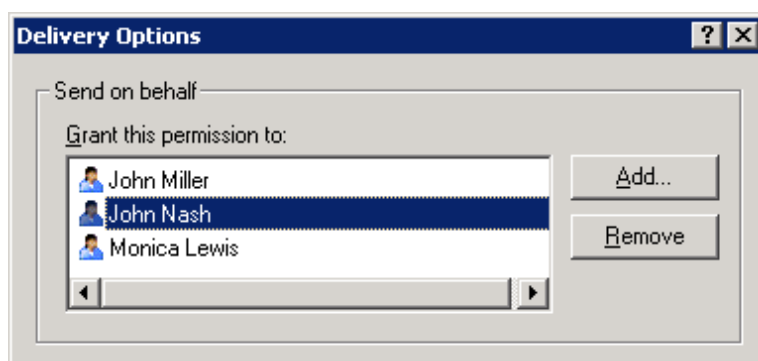 Delivery Options
Send on behalf
Grant this permission to:
John Miller
Add...
John Nash
Remove
Monica Lewis